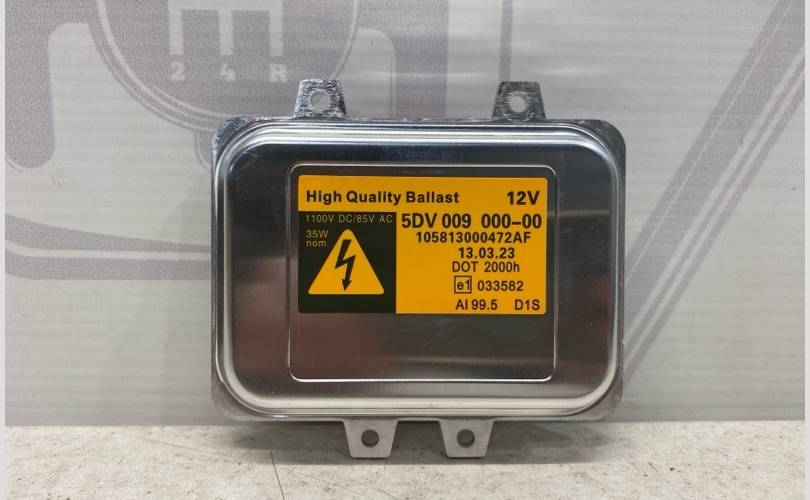 24R
High Quality Ballast 12V
1100V DC/85V AC
35W
nom.
5DV 009 000-00
105813000472AF
13.03.23
DOT 2000h
e1 033582
AI 99.5 D1S